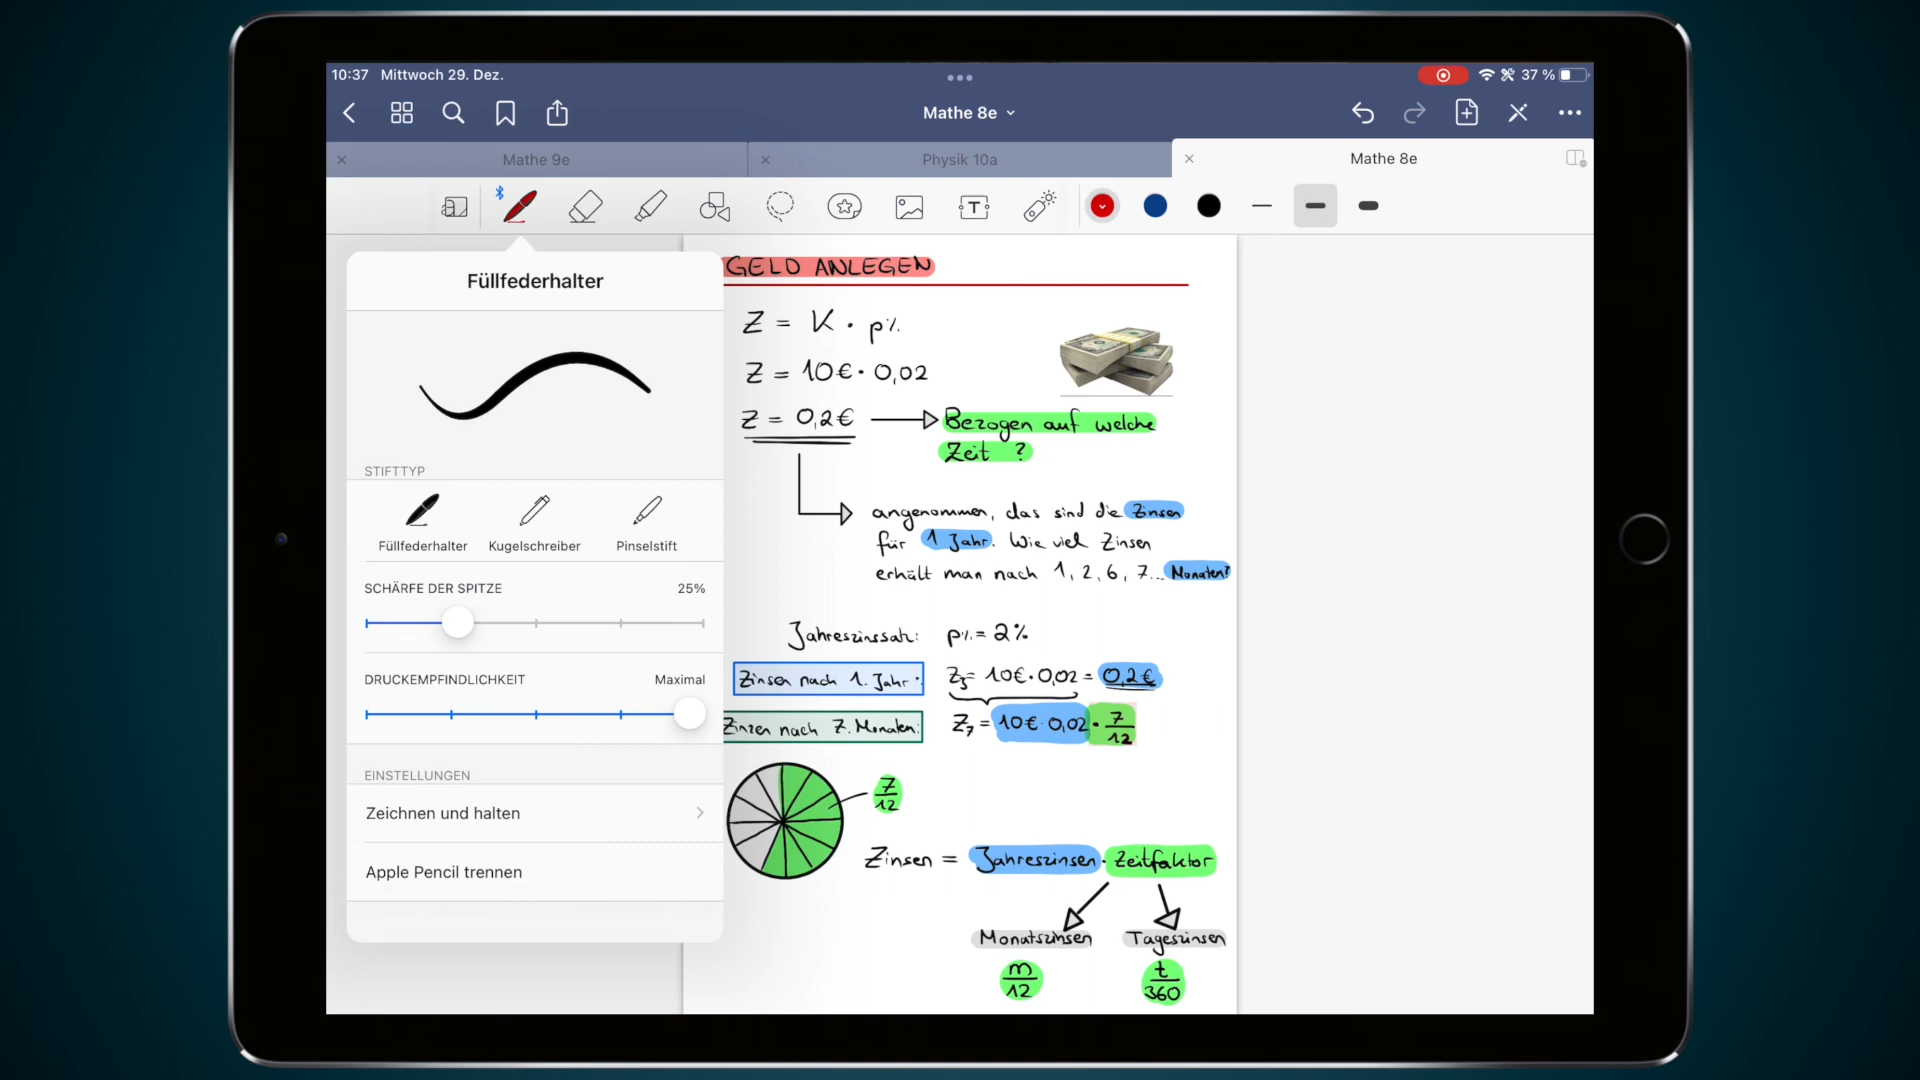 10:37 Mittwoch 29. Dez.
37 %
Mathe 8e
Mathe 9e
Physik 10a
Mathe 8e
T
Füllfederhalter
STIFTTYP
Füllfederhalter Kugelschreiber Pinselstift
SCHÄRFE DER SPITZE 25%
DRUCKEMPFINDLICHKEIT Maximal
EINSTELLUNGEN
Zeichnen und halten
Apple Pencil trennen
GELD ANLEGEN
Z = K · p%
Z = 10€ · 0,02
Z = 0,2€
Bezogen auf welche
Zeit ?
angenommen, das sind die Zinsen
für 1 Jahr. Wie viel Zinsen
erhält man nach 1, 2, 6, 7... Monaten?
Jahreszinssatz: p% = 2%
Zinsen nach 1. Jahr: Zj = 10€ · 0,02 = 0,2€
Zinsen nach 7. Monaten: Z7 = 10€ · 0,02 · 7/12
7/12
Zinsen = Jahreszinsen · Zeitfaktor
Monatszinsen Tageszinsen
m/12 t/360